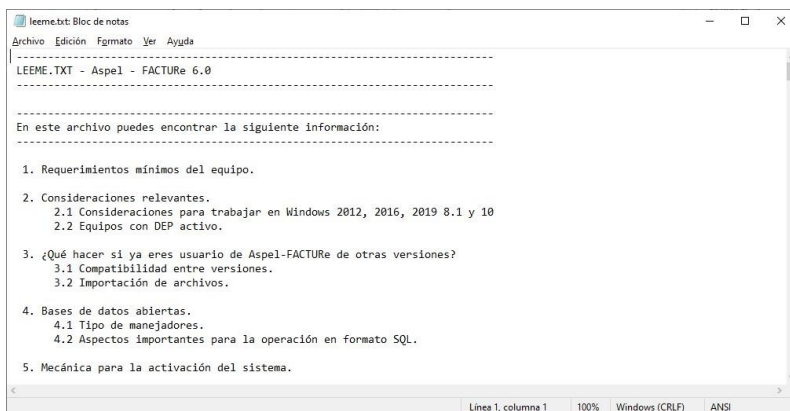 leeme.txt: Bloc de notas
Archivo Edición Formato Ver Ayuda
--------------------------------------------------------------------------
LEEME.TXT - Aspel - FACTURe 6.0
--------------------------------------------------------------------------
--------------------------------------------------------------------------
En este archivo puedes encontrar la siguiente información:
--------------------------------------------------------------------------
1. Requerimientos mínimos del equipo.
2. Consideraciones relevantes.
2.1 Consideraciones para trabajar en Windows 2012, 2016, 2019 8.1 y 10
2.2 Equipos con DEP activo.
3. ¿Qué hacer si ya eres usuario de Aspel-FACTURe de otras versiones?
3.1 Compatibilidad entre versiones.
3.2 Importación de archivos.
4. Bases de datos abiertas.
4.1 Tipo de manejadores.
4.2 Aspectos importantes para la operación en formato SQL.
5. Mecánica para la activación del sistema.
Línea 1, columna 1 100% Windows (CRLF) ANSI